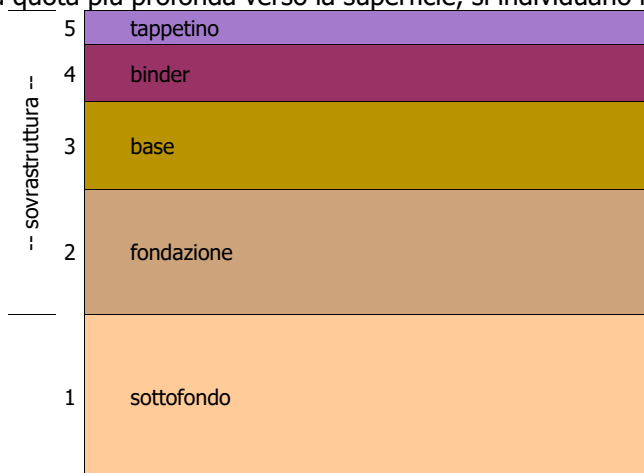 quota più profonda verso la superficie, si individuano
5 tappetino
4 binder
3 base
2 fondazione
1 sottofondo
-- sovrastruttura --